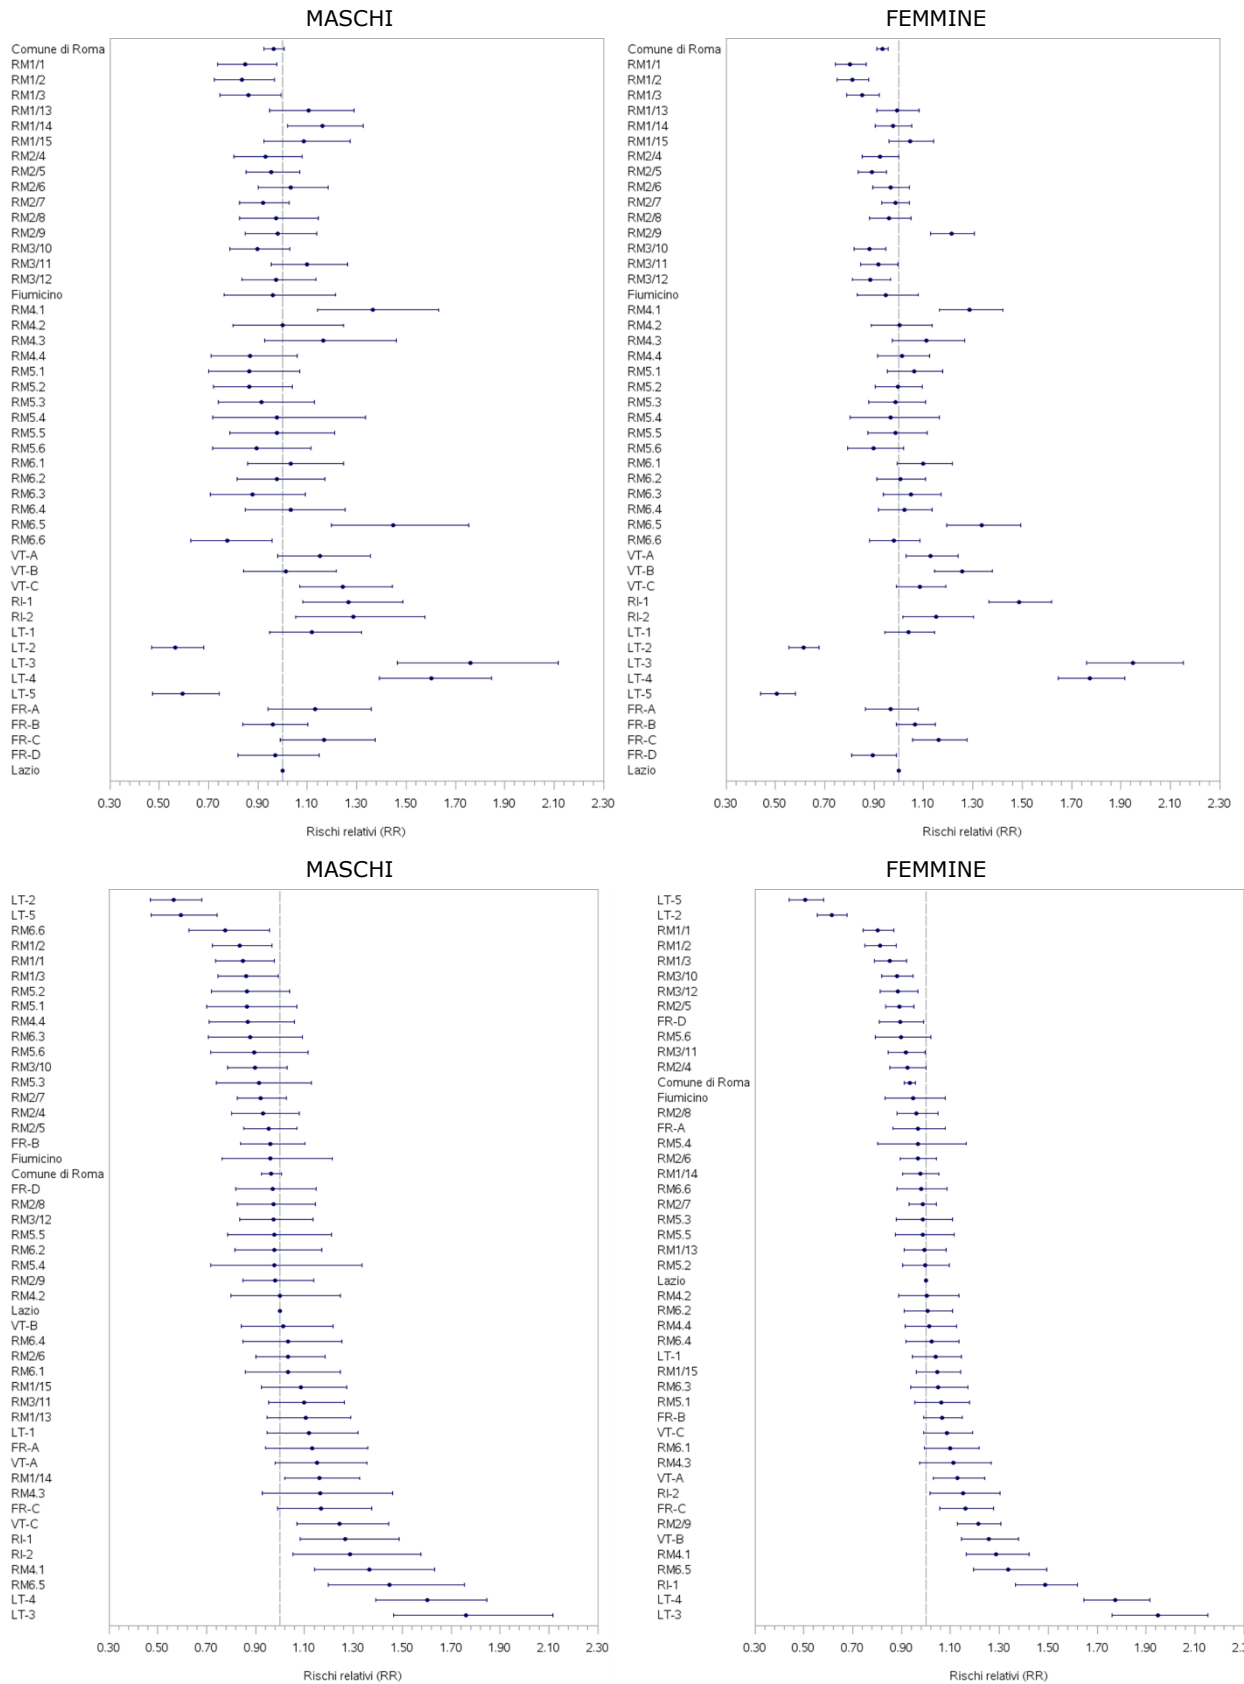 MASCHI
Comune di Roma
RM1/1
RM1/2
RM1/3
RM1/13
RM1/14
RM1/15
RM2/4
RM2/5
RM2/6
RM2/7
RM2/8
RM2/9
RM3/10
RM3/11
RM3/12
Fiumicino
RM4.1
RM4.2
RM4.3
RM4.4
RM5.1
RM5.2
RM5.3
RM5.4
RM5.5
RM5.6
RM6.1
RM6.2
RM6.3
RM6.4
RM6.5
RM6.6
VT-A
VT-B
VT-C
RI-1
RI-2
LT-1
LT-2
LT-3
LT-4
LT-5
FR-A
FR-B
FR-C
FR-D
Lazio
0.30 0.50 0.70 0.90 1.10 1.30 1.50 1.70 1.90 2.10 2.30
Rischi relativi (RR)
FEMMINE
Comune di Roma
RM1/1
RM1/2
RM1/3
RM1/13
RM1/14
RM1/15
RM2/4
RM2/5
RM2/6
RM2/7
RM2/8
RM2/9
RM3/10
RM3/11
RM3/12
Fiumicino
RM4.1
RM4.2
RM4.3
RM4.4
RM5.1
RM5.2
RM5.3
RM5.4
RM5.5
RM5.6
RM6.1
RM6.2
RM6.3
RM6.4
RM6.5
RM6.6
VT-A
VT-B
VT-C
RI-1
RI-2
LT-1
LT-2
LT-3
LT-4
LT-5
FR-A
FR-B
FR-C
FR-D
Lazio
0.30 0.50 0.70 0.90 1.10 1.30 1.50 1.70 1.90 2.10 2.30
Rischi relativi (RR)
MASCHI
LT-2
LT-5
RM6.6
RM1/2
RM1/1
RM1/3
RM5.2
RM5.1
RM4.4
RM6.3
RM5.6
RM3/10
RM5.3
RM2/7
RM2/4
RM2/5
FR-B
Fiumicino
Comune di Roma
FR-D
RM2/8
RM3/12
RM5.5
RM6.2
RM5.4
RM2/9
RM4.2
Lazio
VT-B
RM6.4
RM2/6
RM6.1
RM1/15
RM3/11
RM1/13
LT-1
FR-A
VT-A
RM1/14
RM4.3
FR-C
VT-C
RI-1
RI-2
RM4.1
RM6.5
LT-4
LT-3
0.30 0.50 0.70 0.90 1.10 1.30 1.50 1.70 1.90 2.10 2.30
Rischi relativi (RR)
FEMMINE
LT-5
LT-2
RM1/1
RM1/2
RM1/3
RM3/10
RM3/12
RM2/5
FR-D
RM5.6
RM3/11
RM2/4
Comune di Roma
Fiumicino
RM2/8
FR-A
RM5.4
RM2/6
RM1/14
RM6.6
RM2/7
RM5.3
RM5.5
RM1/13
RM5.2
Lazio
RM4.2
RM6.2
RM4.4
RM6.4
LT-1
RM1/15
RM6.3
RM5.1
FR-B
VT-C
RM6.1
RM4.3
VT-A
RI-2
FR-C
RM2/9
VT-B
RM4.1
RM6.5
RI-1
LT-4
LT-3
0.30 0.50 0.70 0.90 1.10 1.30 1.50 1.70 1.90 2.10 2.3
Rischi relativi (RR)